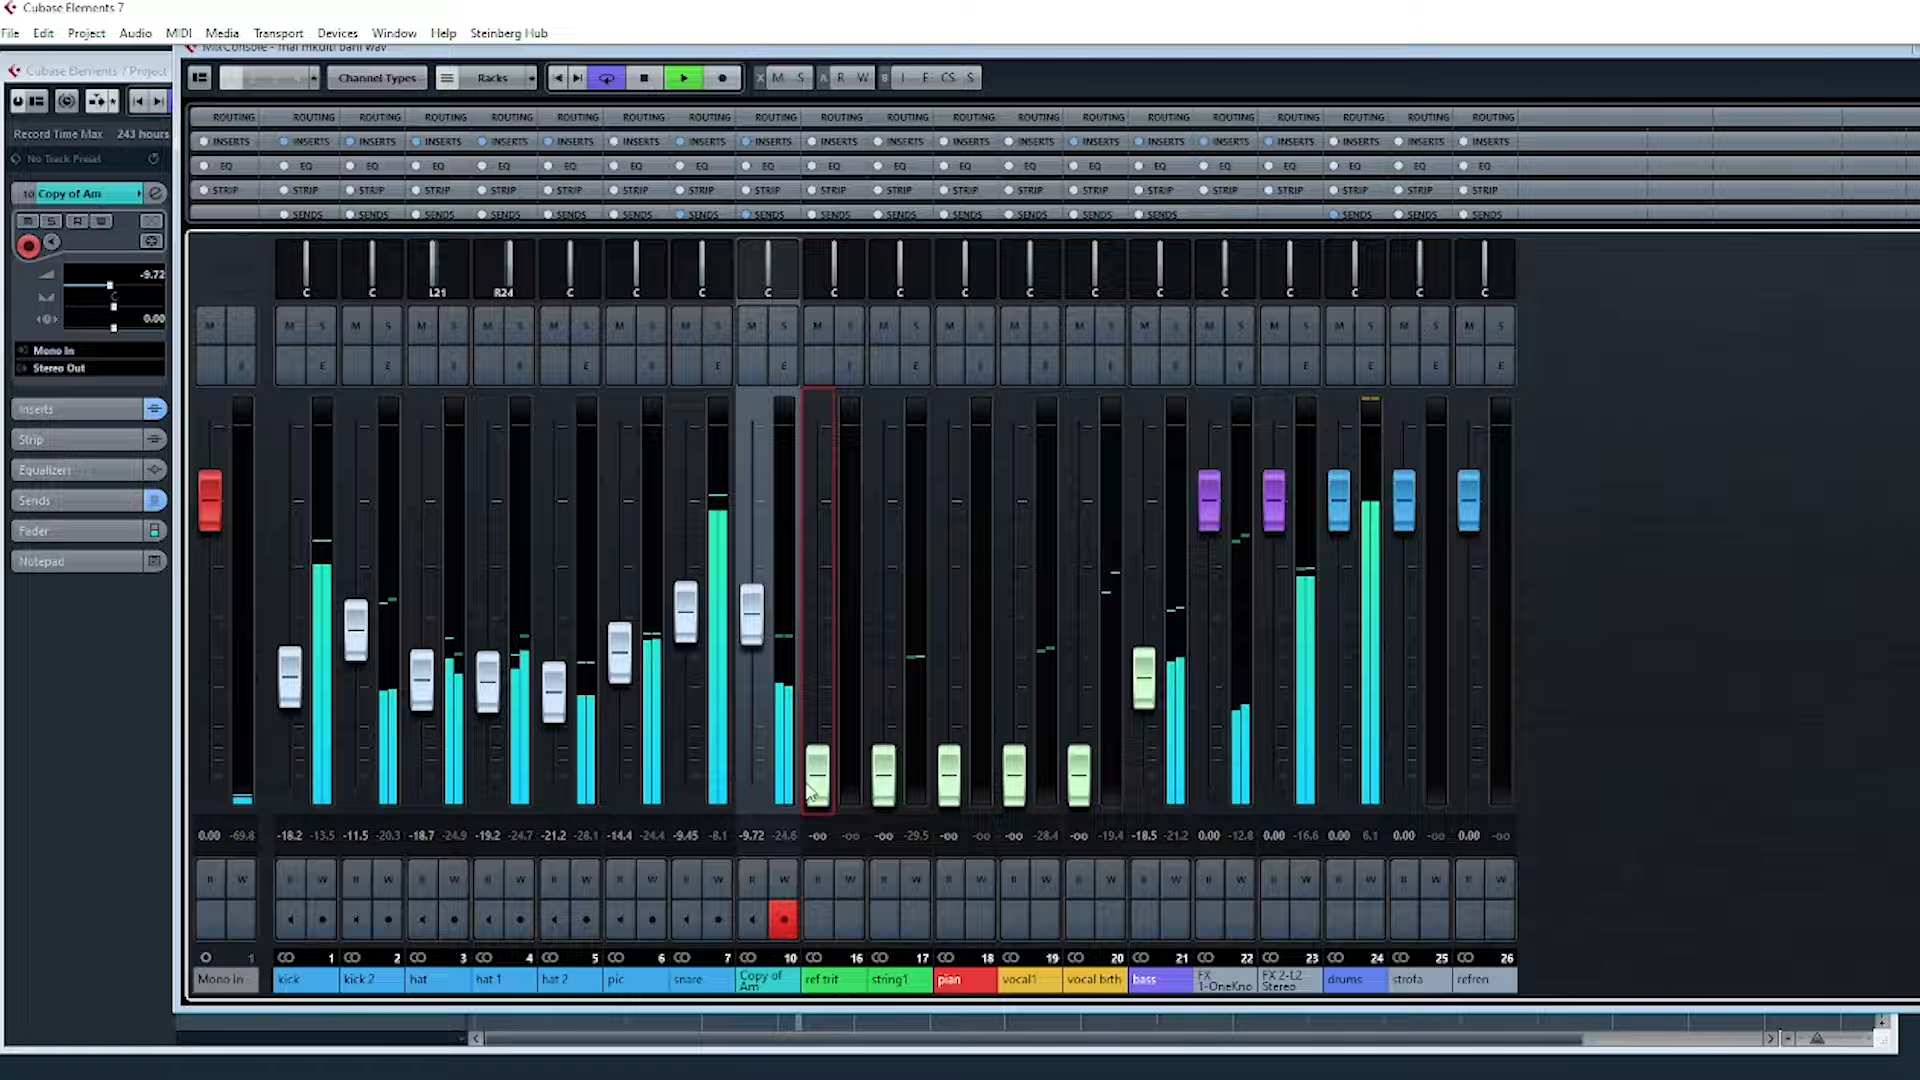 Cubase Elements 7
File Edit Project Audio MIDI Media Transport Devices Window Help Steinberg Hub
Cubase Elements 7 Project
Channel Types Racks M S A R W CS S
Record Time Max 243 hours
No Track Preset
10 Copy of Am
M S R W
-9.72
C
0.00
Mono In
Stereo Out
Inserts
Strip
Equalizers
Sends
Fader
Notepad
ROUTING ROUTING ROUTING ROUTING ROUTING ROUTING ROUTING ROUTING ROUTING ROUTING ROUTING ROUTING ROUTING ROUTING ROUTING ROUTING ROUTING ROUTING ROUTING ROUTING
INSERTS INSERTS INSERTS INSERTS INSERTS INSERTS INSERTS INSERTS INSERTS INSERTS INSERTS INSERTS INSERTS INSERTS INSERTS INSERTS INSERTS INSERTS INSERTS INSERTS
EQ EQ EQ EQ EQ EQ EQ EQ EQ EQ EQ EQ EQ EQ EQ EQ EQ EQ EQ EQ
STRIP STRIP STRIP STRIP STRIP STRIP STRIP STRIP STRIP STRIP STRIP STRIP STRIP STRIP STRIP STRIP STRIP STRIP STRIP STRIP
SENDS SENDS SENDS SENDS SENDS SENDS SENDS SENDS SENDS SENDS SENDS SENDS SENDS SENDS SENDS SENDS SENDS
C C L21 R24 C C C C C C C C C C C C C C C
M M S M S M S M S M S M S M S M S M S M S M S M S M S M S M S M S M S M S M S
0.00 -69.8 -18.2 -13.5 -11.5 -20.3 -18.7 -24.9 -19.2 -24.7 -21.2 -28.1 -14.4 -24.4 -9.45 -8.1 -9.72 -24.6 -oo -oo -oo -29.5 -oo -oo -oo -28.4 -oo -19.4 -18.5 -21.2 0.00 -12.8 0.00 -16.6 0.00 6.1 0.00 -oo 0.00 -oo
R W R W R W R W R W R W R W R W R W R W R W R W R W R W R W R W R W R W R W R W
1 1 2 3 4 5 6 7 10 16 17 18 19 20 21 22 23 24 25 26
Mono In kick kick 2 hat hat 1 hat 2 pic snare Copy of Am ref trit string1 pian vocal1 vocal brth bass FX 1-OneKno FX 2-L2 Stereo drums strofa refren